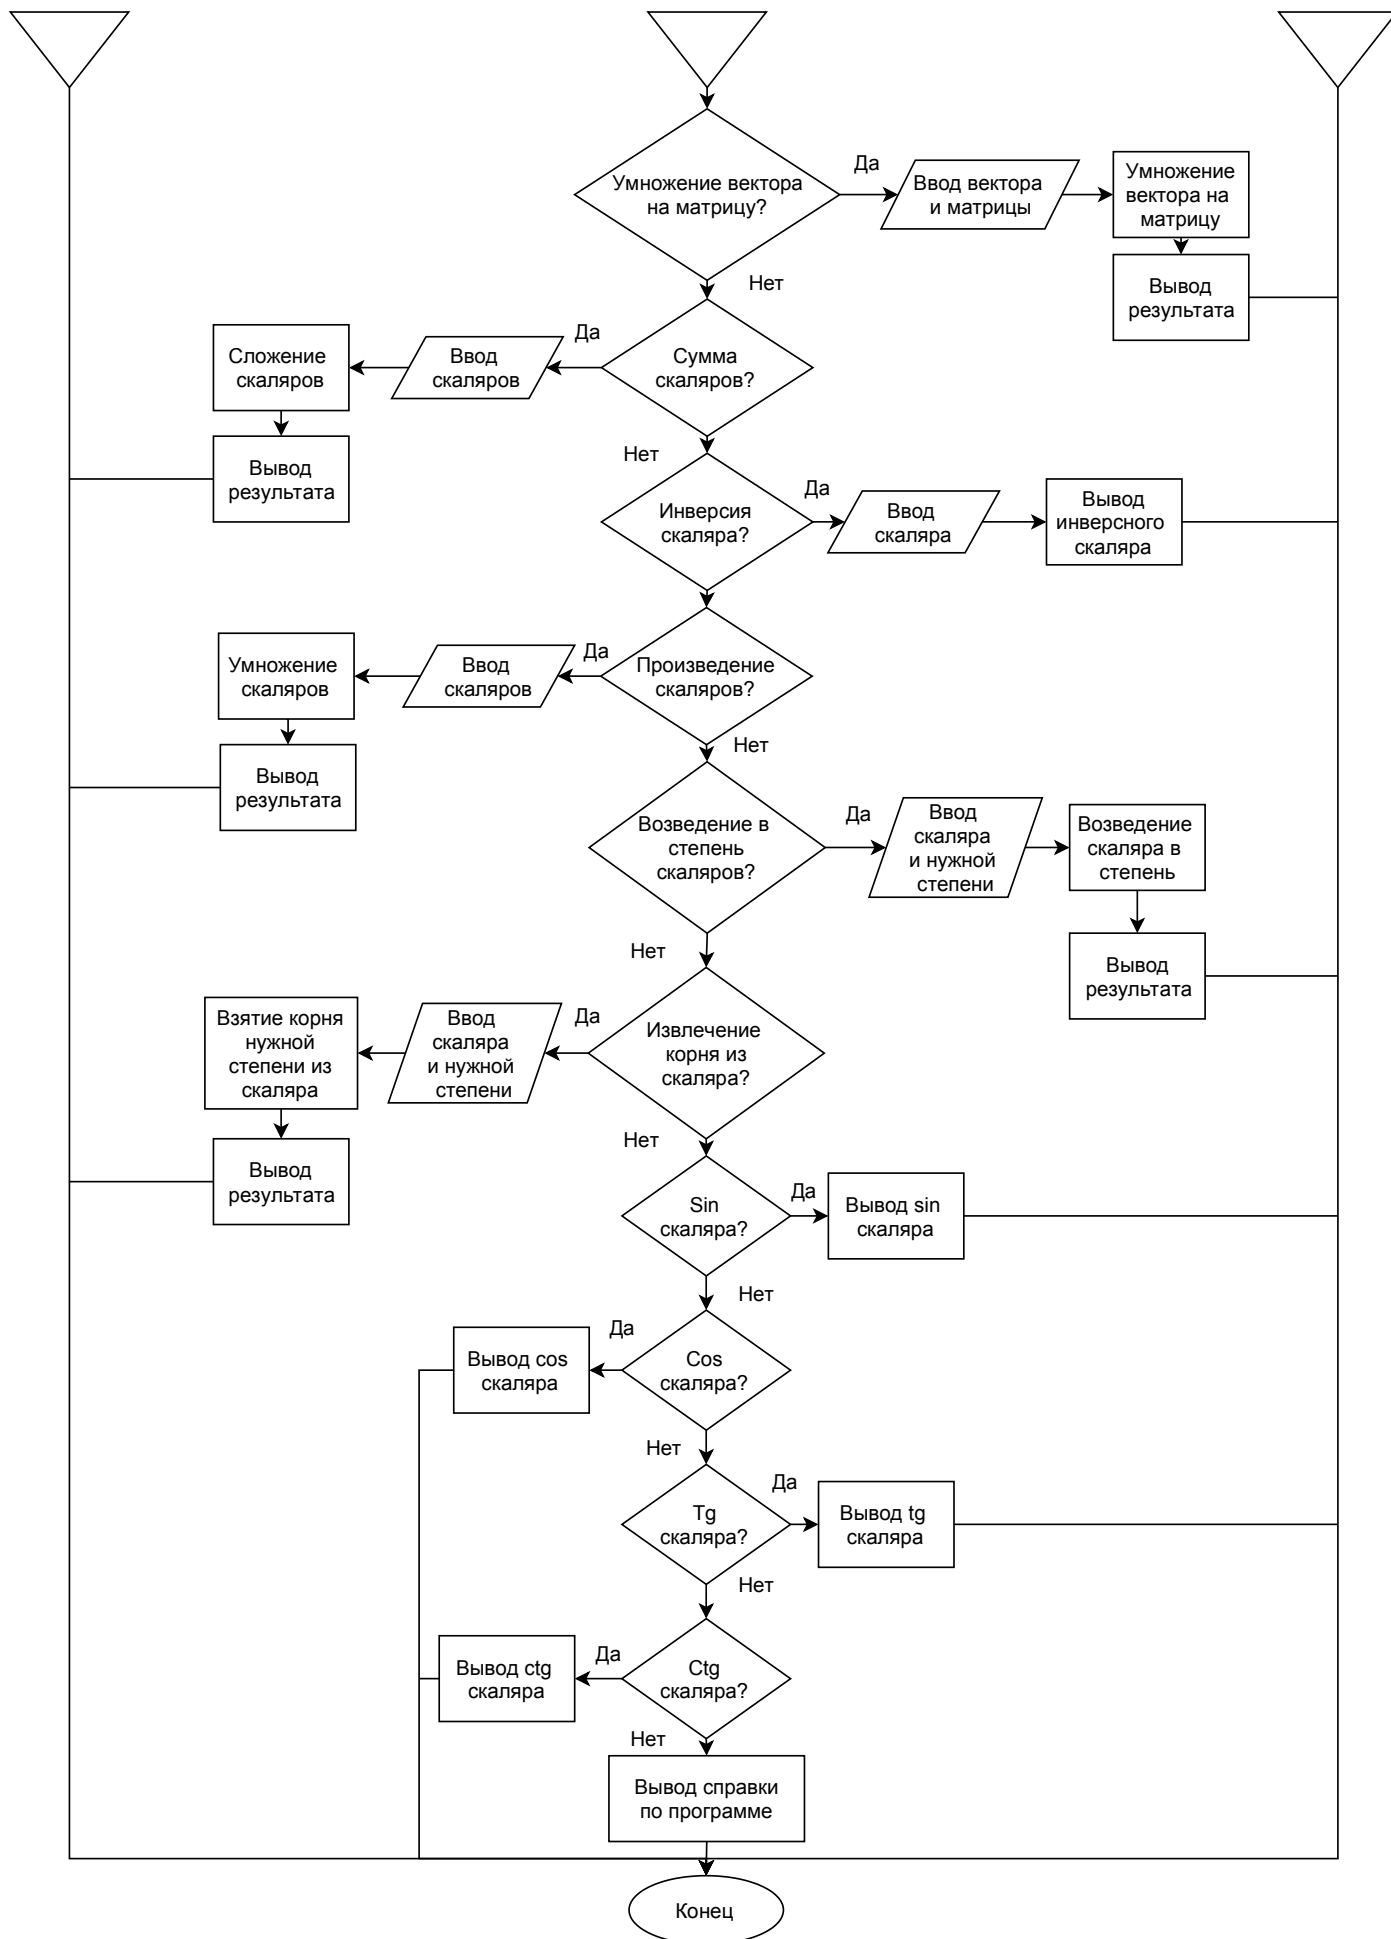 Умножение вектора
на матрицу?
Да
Ввод вектора
и матрицы
Умножение
вектора на
матрицу
Вывод
результата
Нет
Сумма
скаляров?
Да
Ввод
скаляров
Сложение
скаляров
Вывод
результата
Нет
Инверсия
скаляра?
Да
Ввод
скаляра
Вывод
инверсного
скаляра
Произведение
скаляров?
Да
Ввод
скаляров
Умножение
скаляров
Вывод
результата
Нет
Возведение в
степень
скаляров?
Да
Ввод
скаляра
и нужной
степени
Возведение
скаляра в
степень
Вывод
результата
Нет
Извлечение
корня из
скаляра?
Да
Ввод
скаляра
и нужной
степени
Взятие корня
нужной
степени из
скаляра
Вывод
результата
Нет
Sin
скаляра?
Да
Вывод sin
скаляра
Нет
Cos
скаляра?
Да
Вывод cos
скаляра
Нет
Tg
скаляра?
Да
Вывод tg
скаляра
Нет
Ctg
скаляра?
Да
Вывод ctg
скаляра
Нет
Вывод справки
по программе
Конец